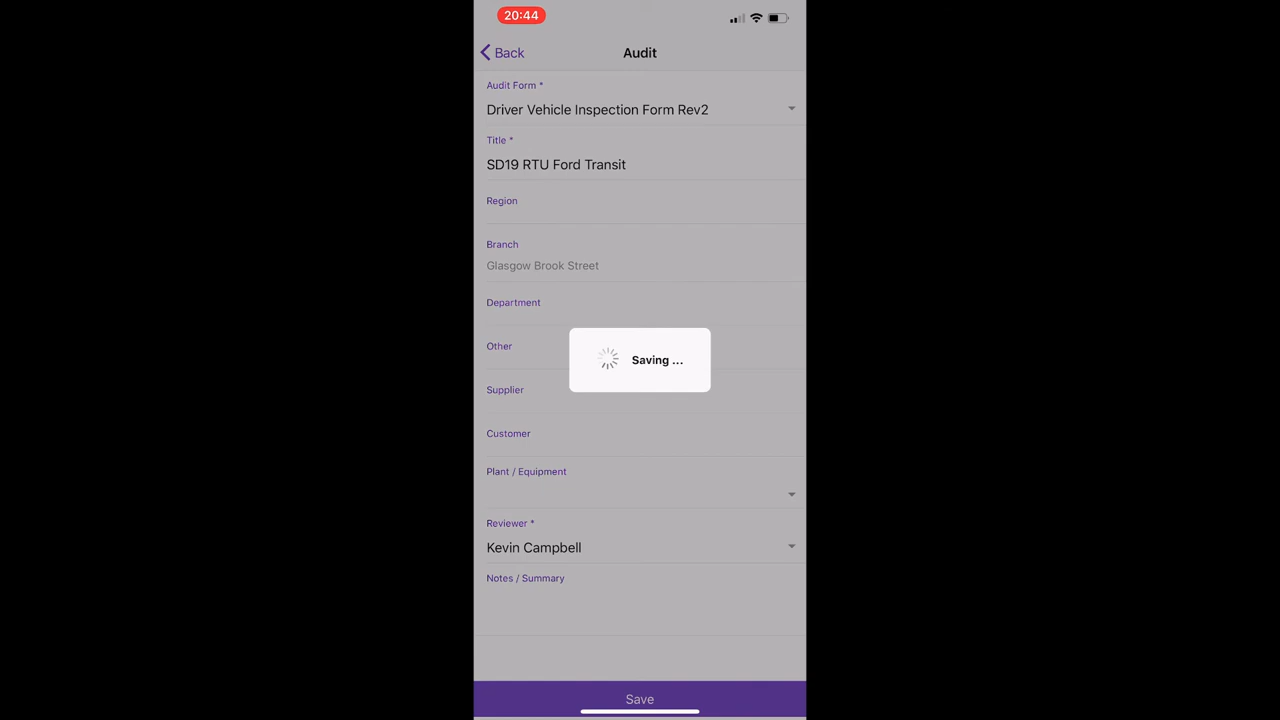 20:44
Back
Audit
Audit Form *
Driver Vehicle Inspection Form Rev2
Title *
SD19 RTU Ford Transit
Region
Branch
Glasgow Brook Street
Department
Other
Saving ...
Supplier
Customer
Plant / Equipment
Reviewer *
Kevin Campbell
Notes / Summary
Save